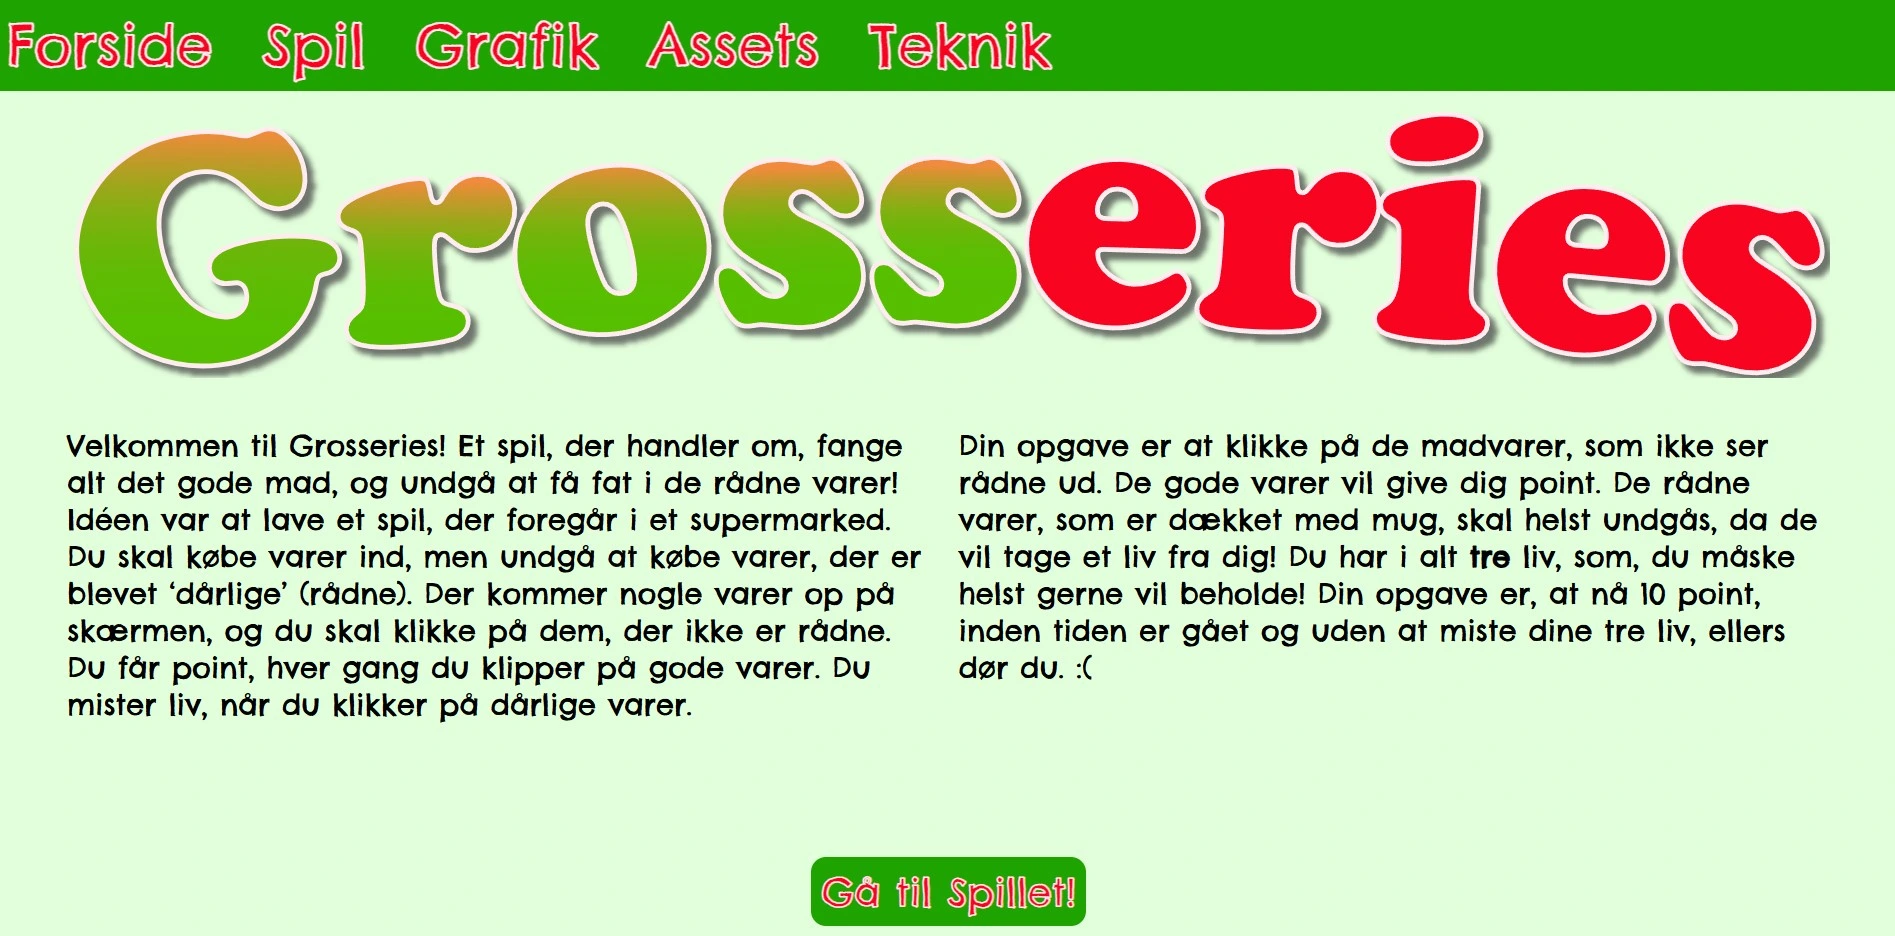 Forside Spil Grafik Assets Teknik
Grosseries
Velkommen til Grosseries! Et spil, der handler om, fange
alt det gode mad, og undgå at få fat i de rådne varer!
Idéen var at lave et spil, der foregår i et supermarked.
Du skal købe varer ind, men undgå at købe varer, der er
blevet ‘dårlige’ (rådne). Der kommer nogle varer op på
skærmen, og du skal klikke på dem, der ikke er rådne.
Du får point, hver gang du klipper på gode varer. Du
mister liv, når du klikker på dårlige varer.
Din opgave er at klikke på de madvarer, som ikke ser
rådne ud. De gode varer vil give dig point. De rådne
varer, som er dækket med mug, skal helst undgås, da de
vil tage et liv fra dig! Du har i alt tre liv, som, du måske
helst gerne vil beholde! Din opgave er, at nå 10 point,
inden tiden er gået og uden at miste dine tre liv, ellers
dør du. :(
Gå til Spillet!